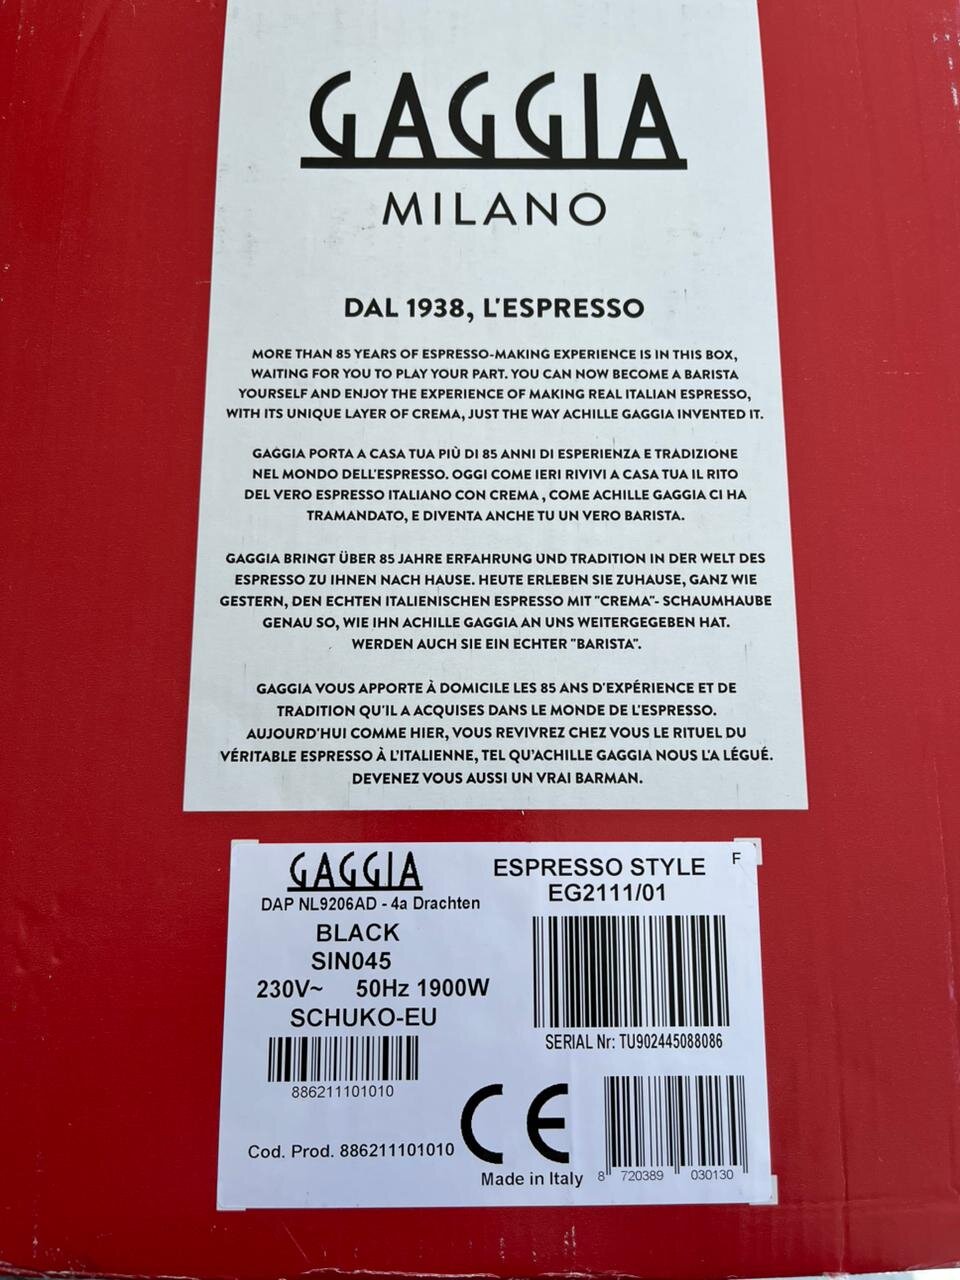 GAGGIA
MILANO
DAL 1938, L'ESPRESSO
MORE THAN 85 YEARS OF ESPRESSO-MAKING EXPERIENCE IS IN THIS BOX,
WAITING FOR YOU TO PLAY YOUR PART. YOU CAN NOW BECOME A BARISTA
YOURSELF AND ENJOY THE EXPERIENCE OF MAKING REAL ITALIAN ESPRESSO,
WITH ITS UNIQUE LAYER OF CREMA, JUST THE WAY ACHILLE GAGGIA INVENTED IT.
GAGGIA PORTA A CASA TUA PIÙ DI 85 ANNI DI ESPERIENZA E TRADIZIONE
NEL MONDO DELL'ESPRESSO. OGGI COME IERI RIVIVI A CASA TUA IL RITO
DEL VERO ESPRESSO ITALIANO CON CREMA , COME ACHILLE GAGGIA CI HA
TRAMANDATO, E DIVENTA ANCHE TU UN VERO BARISTA.
GAGGIA BRINGT ÜBER 85 JAHRE ERFAHRUNG UND TRADITION IN DER WELT DES
ESPRESSO ZU IHNEN NACH HAUSE. HEUTE ERLEBEN SIE ZUHAUSE, GANZ WIE
GESTERN, DEN ECHTEN ITALIENISCHEN ESPRESSO MIT "CREMA"- SCHAUMHAUBE
GENAU SO, WIE IHN ACHILLE GAGGIA AN UNS WEITERGEGEBEN HAT.
WERDEN AUCH SIE EIN ECHTER "BARISTA".
GAGGIA VOUS APPORTE À DOMICILE LES 85 ANS D'EXPÉRIENCE ET DE
TRADITION QU'IL A ACQUISES DANS LE MONDE DE L'ESPRESSO.
AUJOURD'HUI COMME HIER, VOUS REVIVREZ CHEZ VOUS LE RITUEL DU
VÉRITABLE ESPRESSO À L'ITALIENNE, TEL QU'ACHILLE GAGGIA NOUS L'A LÉGUÉ.
DEVENEZ VOUS AUSSI UN VRAI BARMAN.
GAGGIA
DAP NL9206AD - 4a Drachten
BLACK
SIN045
230V~ 50Hz 1900W
SCHUKO-EU
886211101010
Cod. Prod. 886211101010
ESPRESSO STYLE F
EG2111/01
SERIAL Nr: TU902445088086
CE
Made in Italy
8 720389 030130